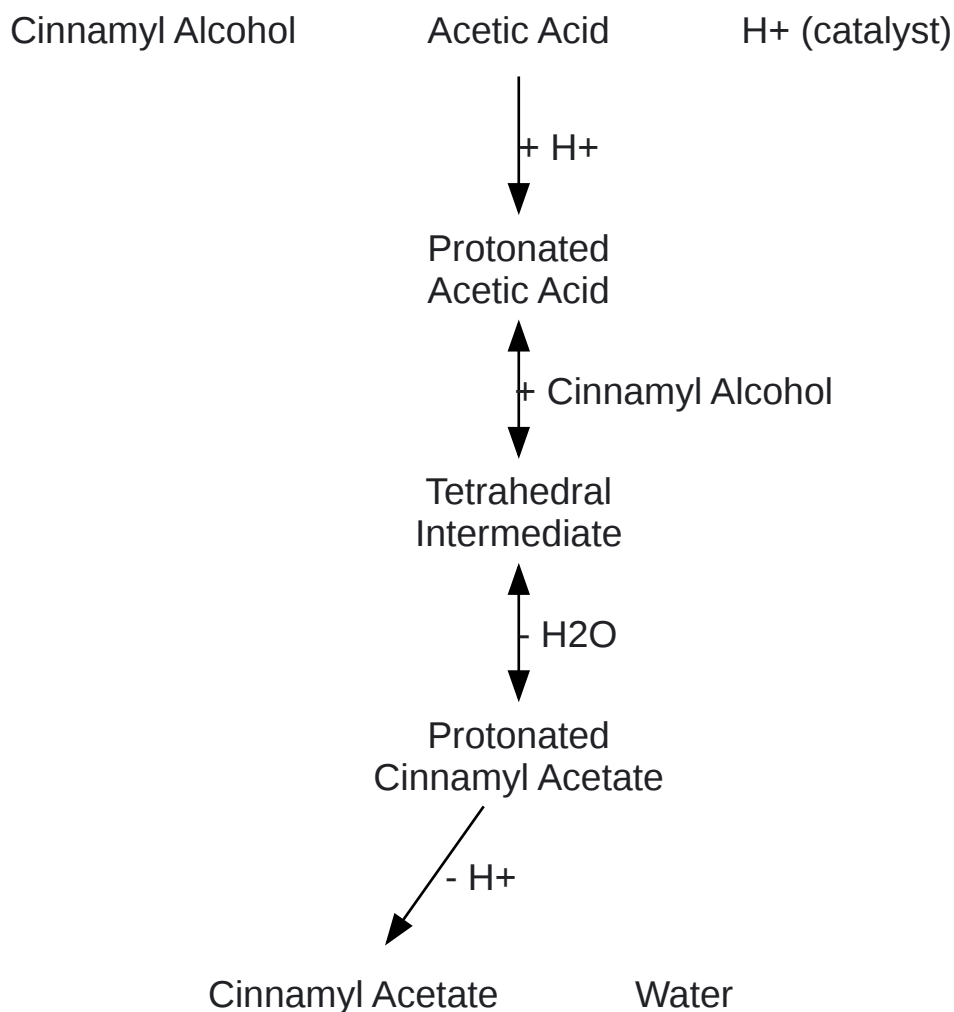 Cinnamyl Alcohol
Acetic Acid
H+ (catalyst)
+ H+
Protonated
Acetic Acid
+ Cinnamyl Alcohol
Tetrahedral
Intermediate
- H2O
Protonated
Cinnamyl Acetate
- H+
Cinnamyl Acetate
Water